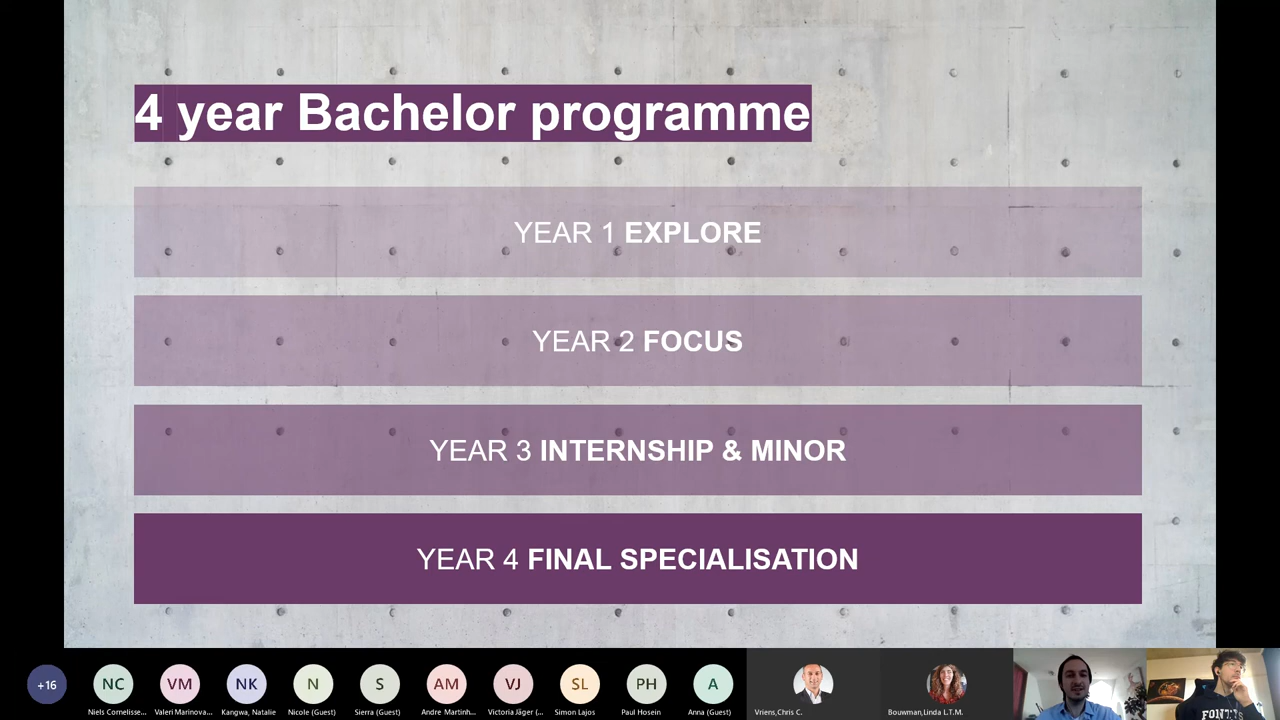 4 year Bachelor programme
YEAR 1 EXPLORE
YEAR 2 FOCUS
YEAR 3 INTERNSHIP & MINOR
YEAR 4 FINAL SPECIALISATION
+16
NC
VM
NK
N
S
AM
VJ
SL
PH
A
Niels Cornelisse...
Valeri Marinova...
Kangwa, Natalie
Nicole (Guest)
Sierra (Guest)
Andre Martinh...
Victoria Jäger (...
Simon Lajos
Paul Hosein
Anna (Guest)
Vriens,Chris C.
Bouwman,Linda L.T.M.